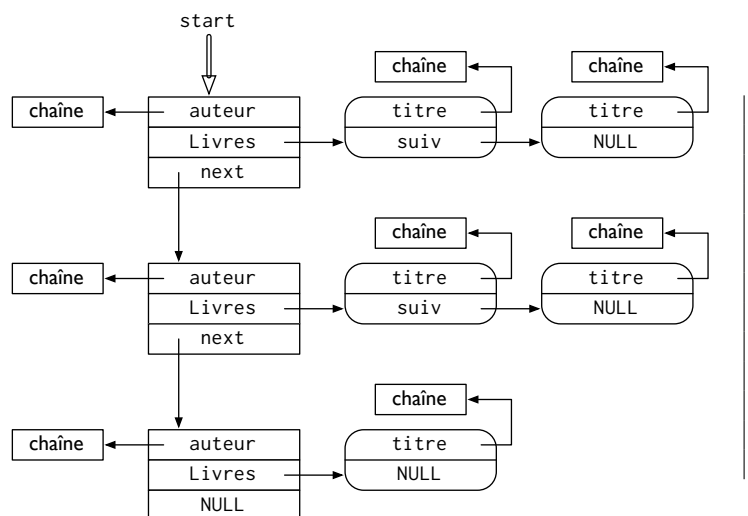 start
chaîne
chaîne
chaîne
auteur
titre
titre
Livres
suiv
NULL
next
chaîne
chaîne
chaîne
auteur
titre
titre
Livres
suiv
NULL
next
chaîne
chaîne
auteur
titre
Livres
NULL
NULL